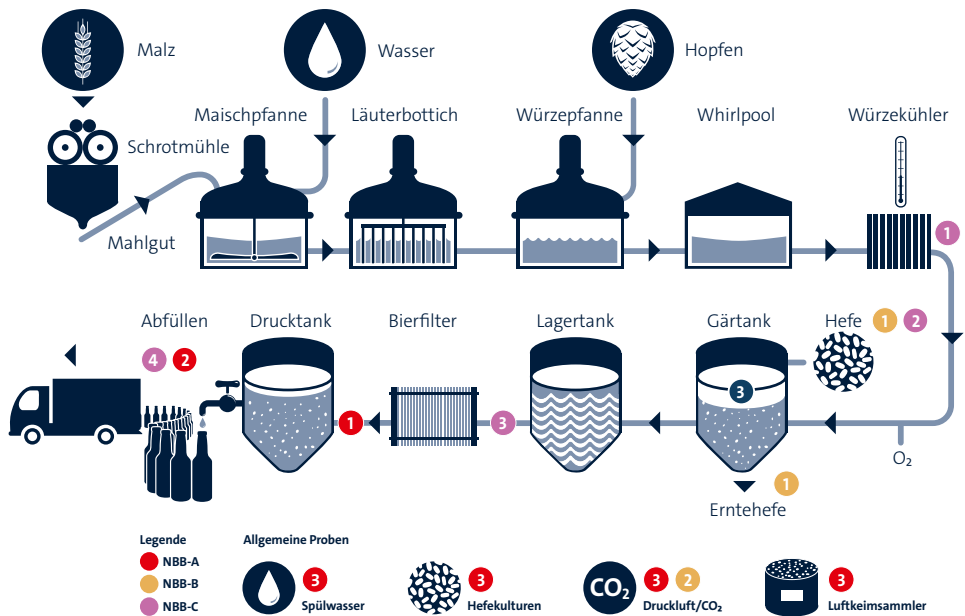 Malz
Wasser
Hopfen
Maischpfanne
Läuterbottich
Würzepfanne
Whirlpool
Würzekühler
Schrotmühle
Mahlgut
1
Abfüllen
Drucktank
Bierfilter
Lagertank
Gärtank
Hefe
1
2
4
2
3
1
3
O₂
1
Erntehefe
Legende
NBB-A
NBB-B
NBB-C
Allgemeine Proben
3
Spülwasser
3
Hefekulturen
CO₂
3
2
Druckluft/CO₂
3
Luftkeimsammler